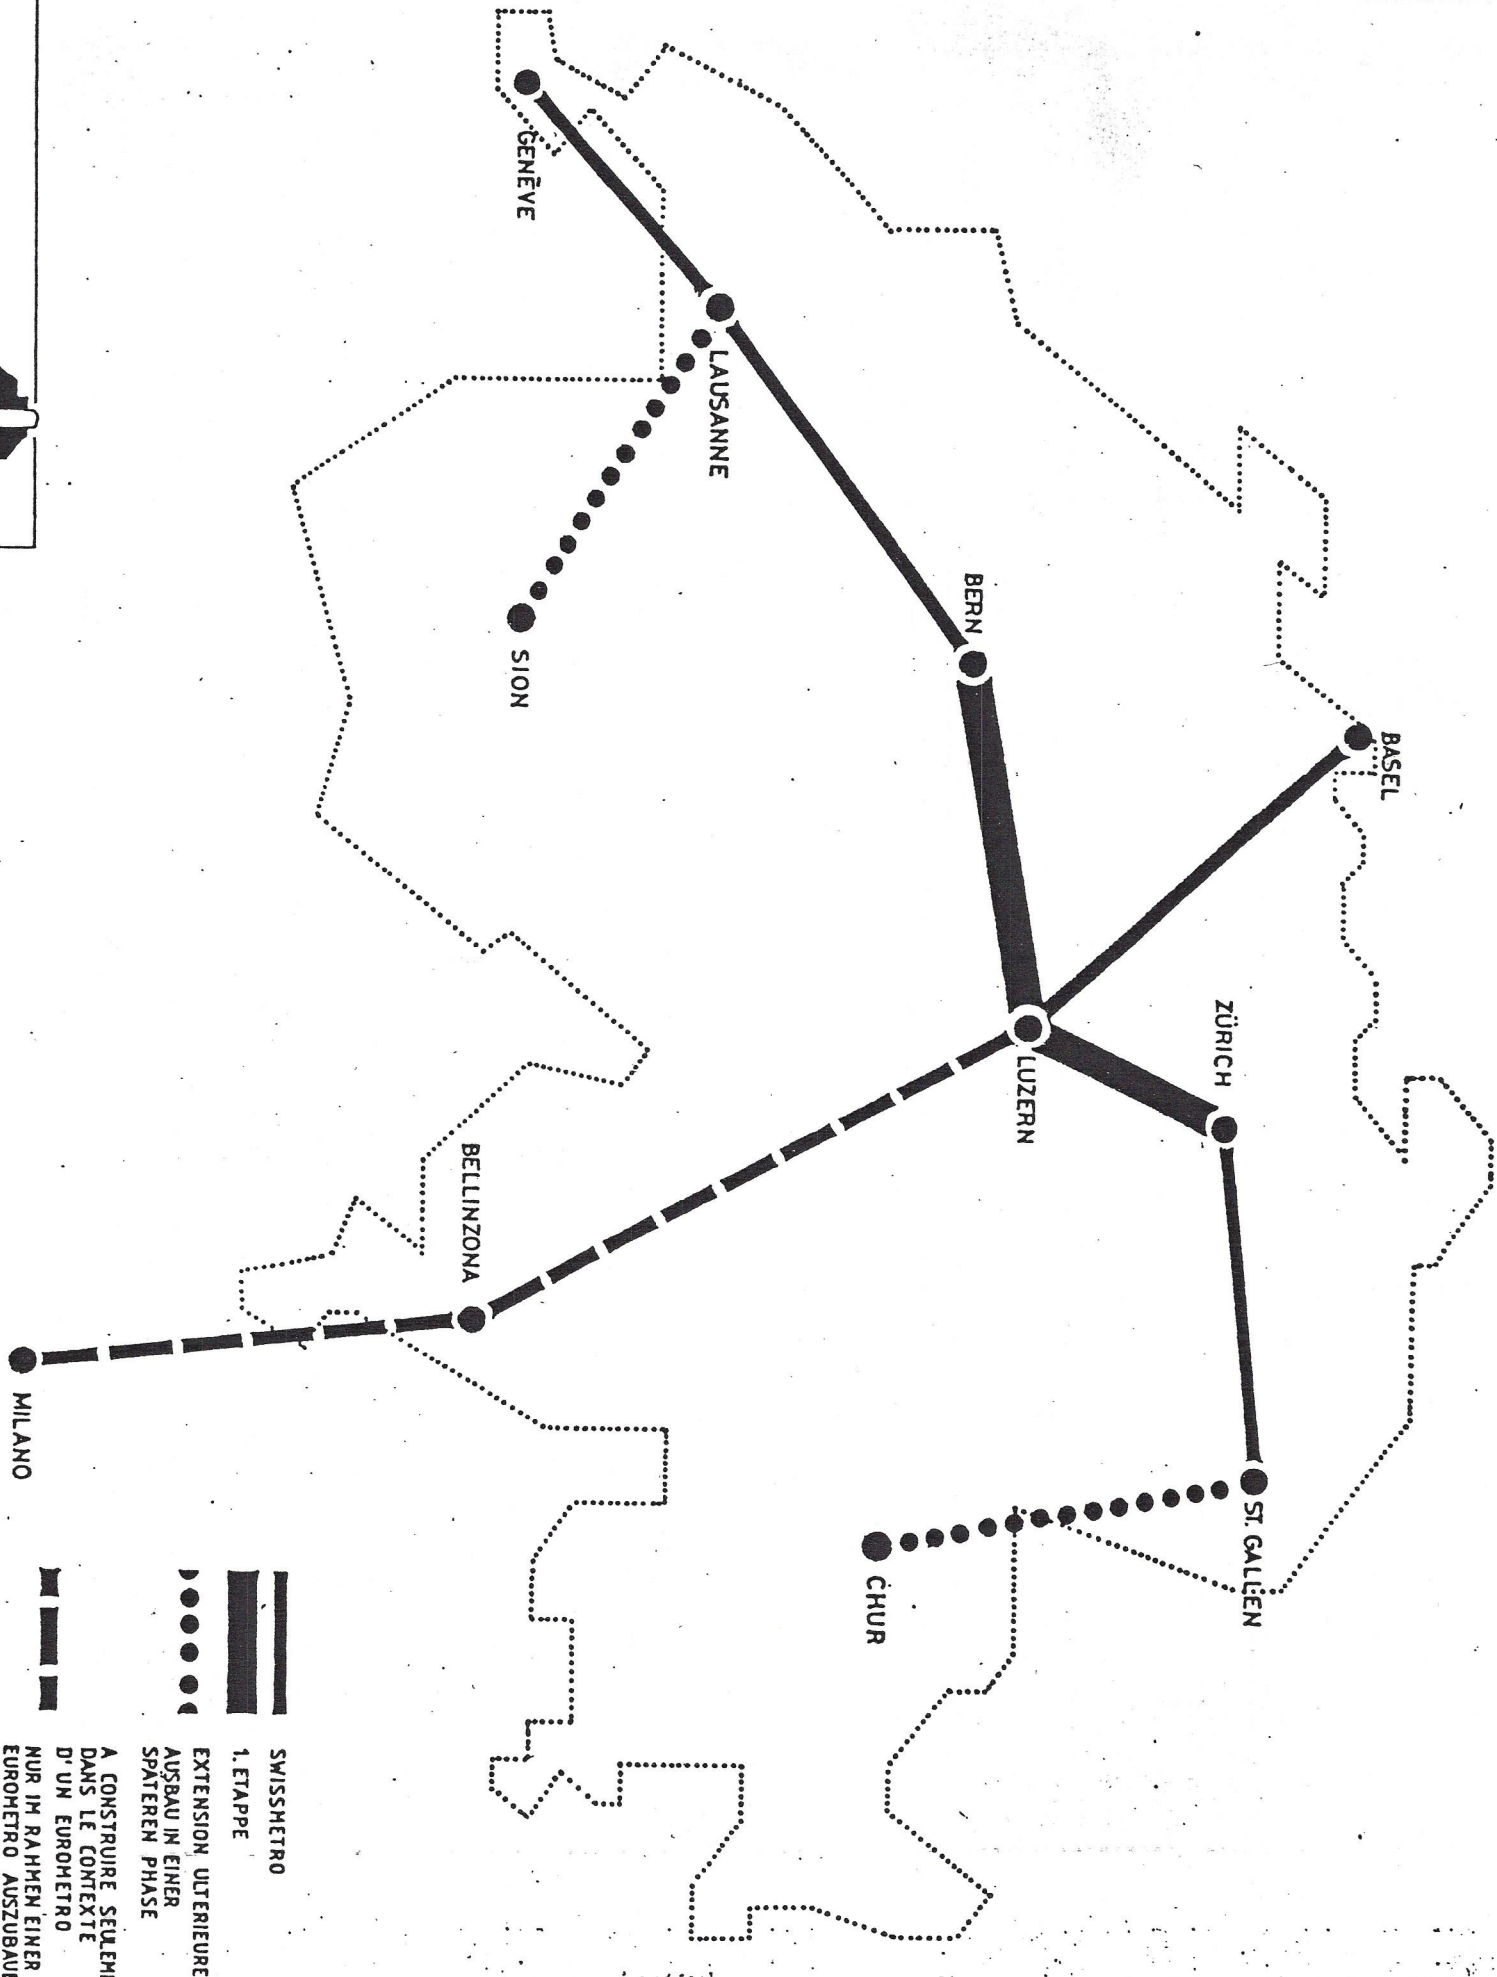 BASEL
ZÜRICH
ST. GALLEN
BERN
LUZERN
CHUR
LAUSANNE
GENÈVE
SION
BELLINZONA
MILANO
SWISSMETRO
1. ETAPPE
EXTENSION ULTERIEURE
AUSBAU IN EINER
SPÄTEREN PHASE
A CONSTRUIRE SEULEM
DANS LE CONTEXTE
D'UN EUROMETRO
NUR IM RAHMEN EINER
EUROMETRO AUSZUBAUE